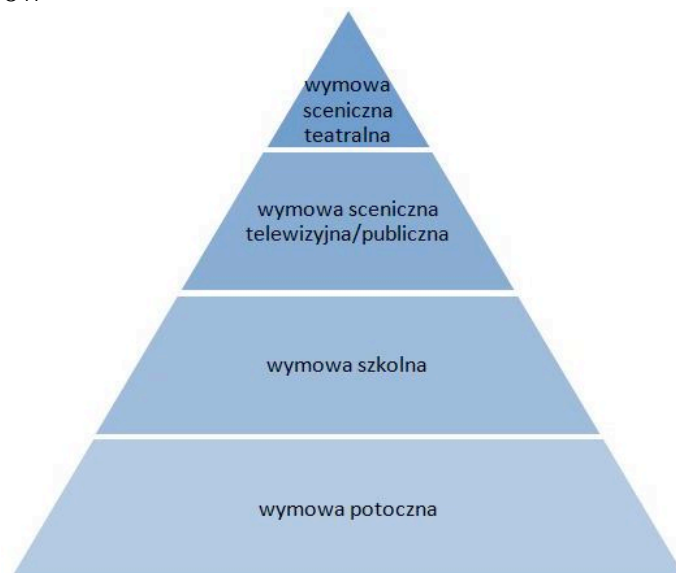 wymowa
sceniczna
teatralna
wymowa sceniczna
telewizyjna/publiczna
wymowa szkolna
wymowa potoczna